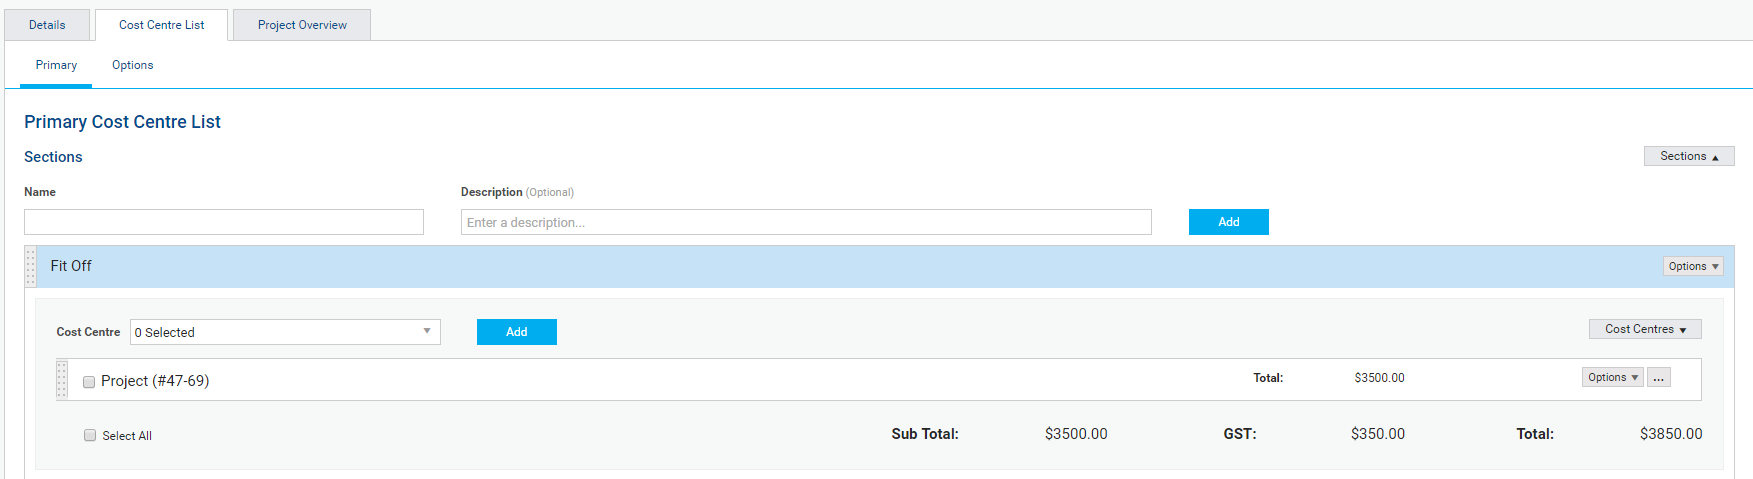 Details Cost Centre List Project Overview
Primary Options
Primary Cost Centre List
Sections Sections ▲
Name Description (Optional)
Enter a description... Add
Fit Off Options ▼
Cost Centre 0 Selected ▼ Add Cost Centres ▼
Project (#47-69) Total: $3500.00 Options ▼ ...
Select All Sub Total: $3500.00 GST: $350.00 Total: $3850.00